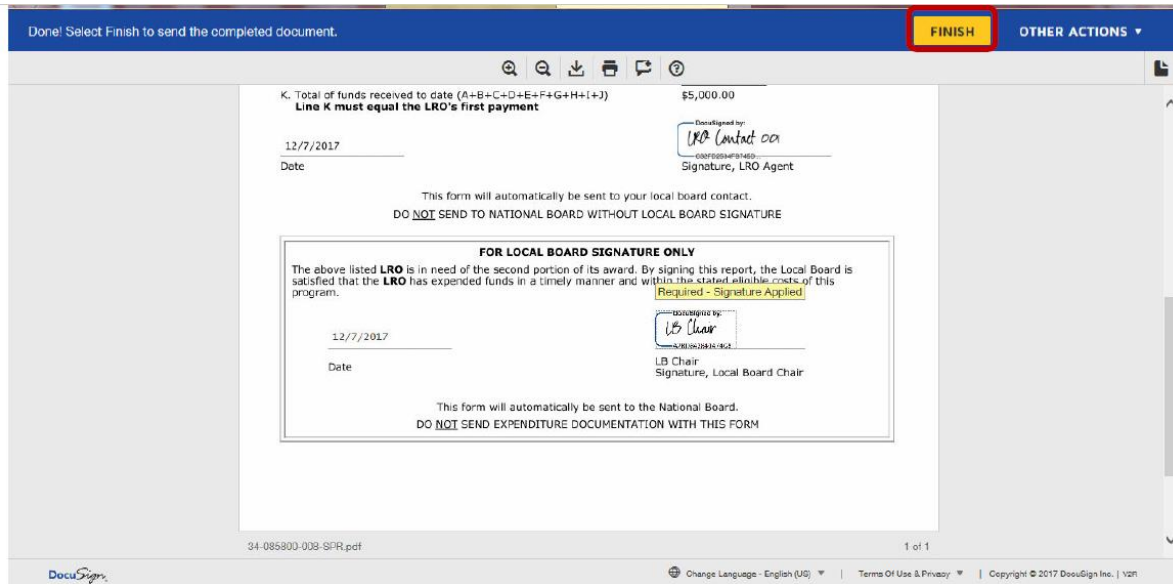 Done! Select Finish to send the completed document.
FINISH
OTHER ACTIONS
K. Total of funds received to date (A+B+C+D+E+F+G+H+I+J)
$5,000.00
Line K must equal the LRO's first payment
DocuSigned by:
LRO Contact 001
12/7/2017
Date
Signature, LRO Agent
This form will automatically be sent to your local board contact.
DO NOT SEND TO NATIONAL BOARD WITHOUT LOCAL BOARD SIGNATURE
FOR LOCAL BOARD SIGNATURE ONLY
The above listed LRO is in need of the second portion of its award. By signing this report, the Local Board is
satisfied that the LRO has expended funds in a timely manner and within the stated eligible costs of this
program.
Required - Signature Applied
DocuSigned by:
LB Chair
12/7/2017
Date
LB Chair
Signature, Local Board Chair
This form will automatically be sent to the National Board.
DO NOT SEND EXPENDITURE DOCUMENTATION WITH THIS FORM
34-085800-008-SPR.pdf
1 of 1
DocuSign
Change Language - English (US)
Terms Of Use & Privacy
Copyright © 2017 DocuSign Inc. | V2R